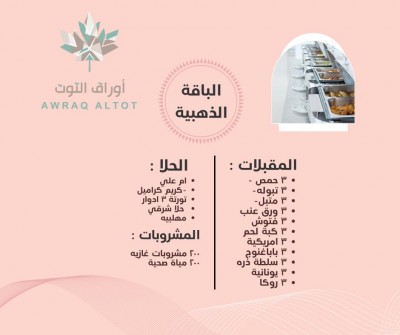 أوراق التوت
AWRAQ ALTOT
الباقة
الذهبية
المقبلات :
٣ حمص -
٣ تبوله-
٣ متبل-
٣ ورق عنب
٣ فتوش
٣ كبة لحم
٣ امريكية
٣ باباغنوج
٣ سلطة ذره
٣ يونانية
٣ روكا
الحلا :
ام علي
-كريم كراميل
تورتة ٣ ادوار
حلا شرقي
مهلبيه
المشروبات :
٢٠٠ مشروبات غازيه
٢٠٠ مياة صحية